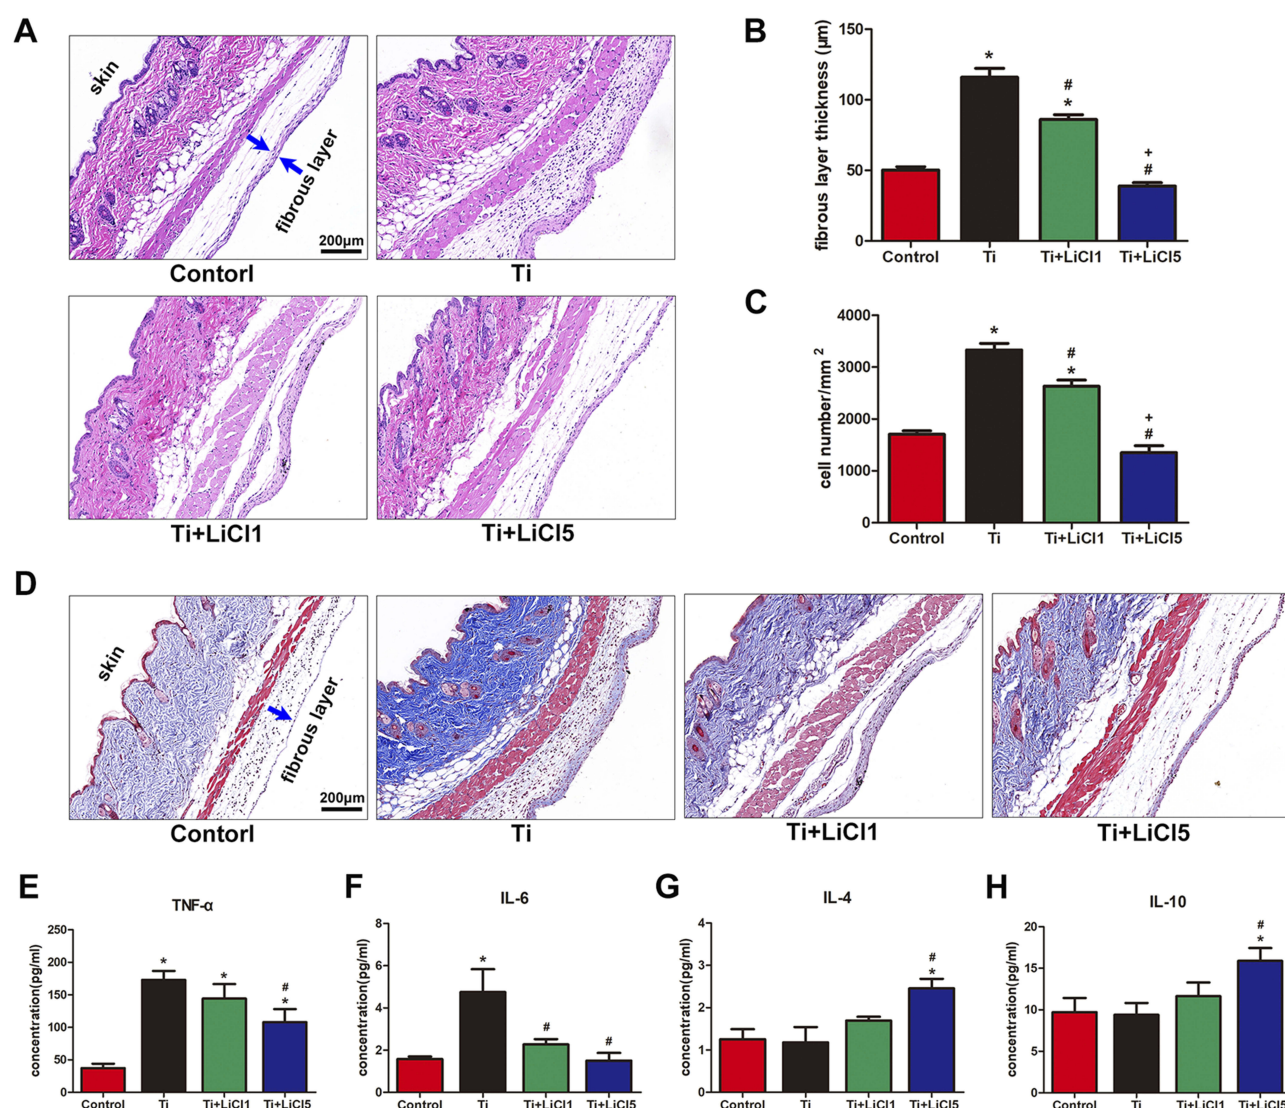 A
skin
fibrous layer
200μm
Contorl
Ti
Ti+LiCl1
Ti+LiCl5
B
fibrous layer thickness (μm)
150
100
50
0
*
#
*
+
#
Control
Ti
Ti+LiCl1
Ti+LiCl5
C
cell number/mm 2
4000
3000
2000
1000
0
*
#
*
+
#
Control
Ti
Ti+LiCl1
Ti+LiCl5
D
skin
fibrous layer
200μm
Contorl
Ti
Ti+LiCl1
Ti+LiCl5
E
TNF-α
concentration(pg/ml)
250
200
150
100
50
0
*
*
#
*
Control
Ti
Ti+LiCl1
Ti+LiCl5
F
IL-6
concentration(pg/ml)
8
6
4
2
0
*
#
#
Control
Ti
Ti+LiCl1
Ti+LiCl5
G
IL-4
concentration(pg/ml)
4
3
2
1
0
#
*
Control
Ti
Ti+LiCl1
Ti+LiCl5
H
IL-10
concentration(pg/ml)
20
15
10
5
0
#
*
Control
Ti
Ti+LiCl1
Ti+LiCl5